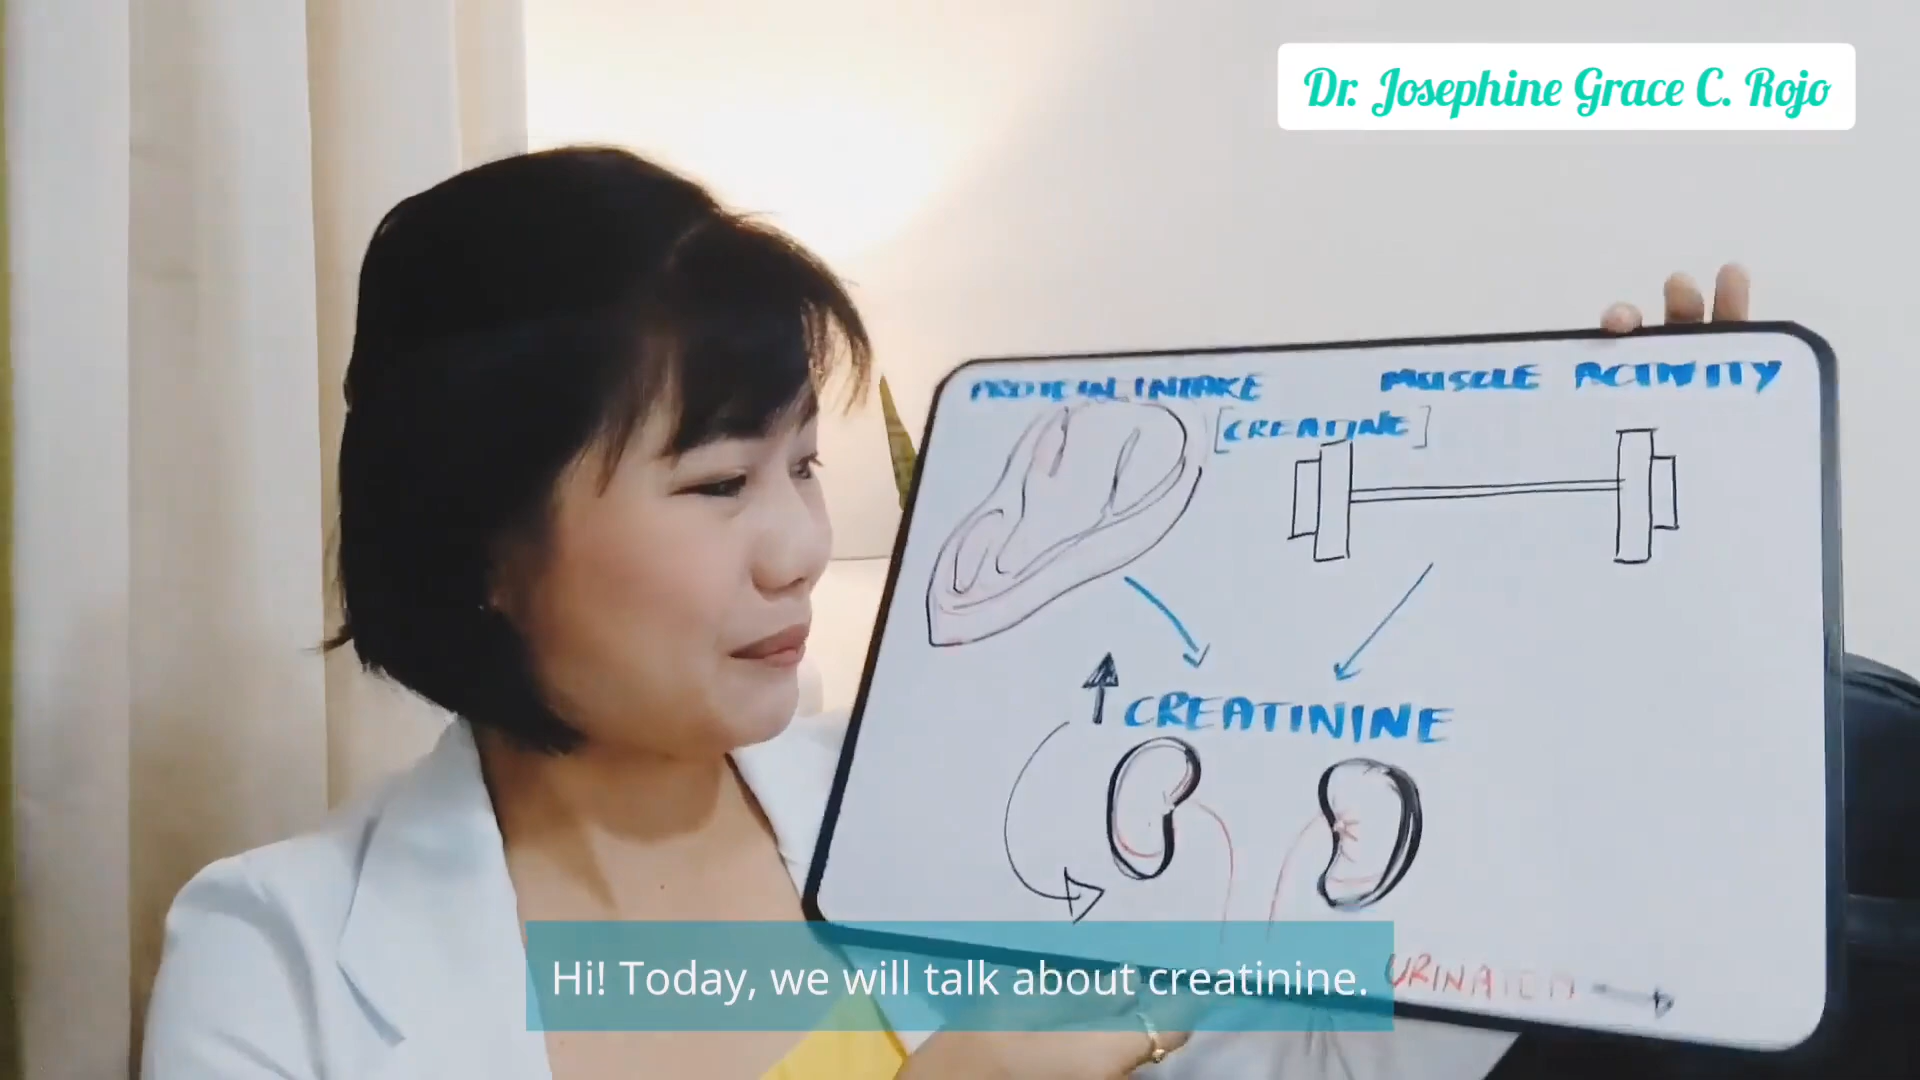 Dr. Josephine Grace C. Rojo
PROTEIN INTAKE
MUSCLE ACTIVITY
[CREATINE]
CREATININE
Hi! Today, we will talk about creatinine.